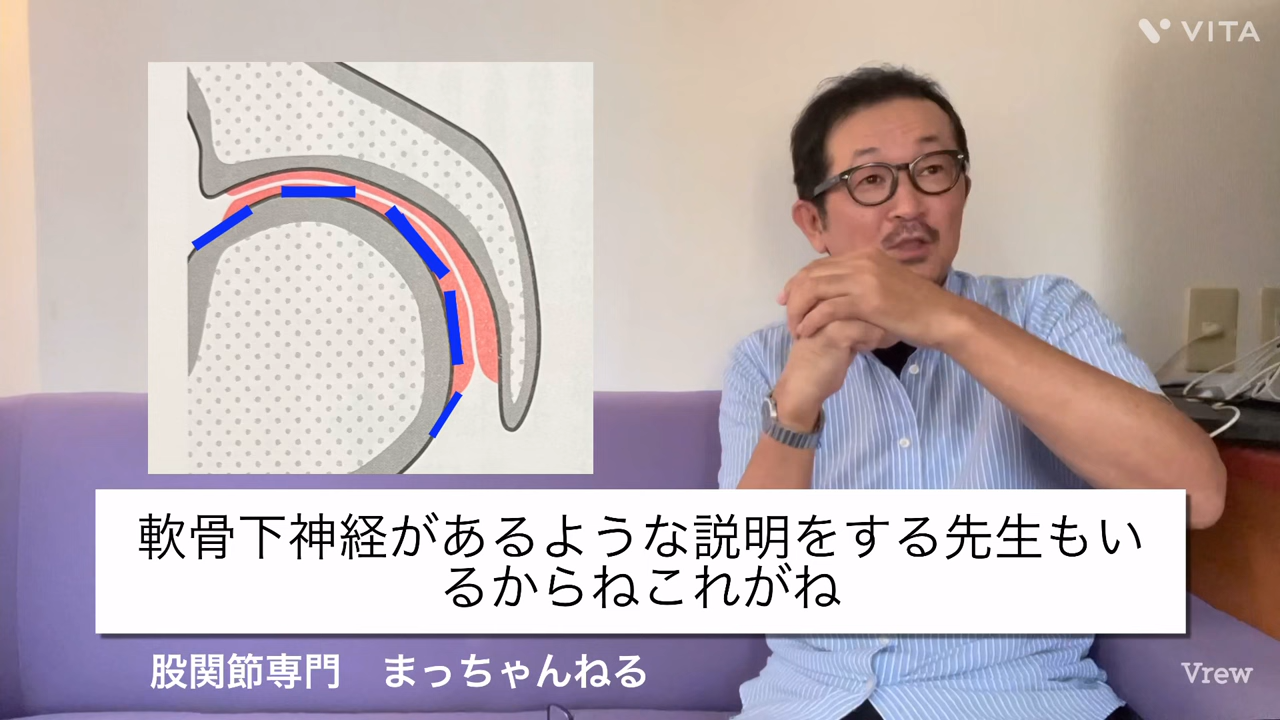 VITA
軟骨下神経があるような説明をする先生もい
るからねこれがね
股関節専門 まっちゃんねる
Vrew